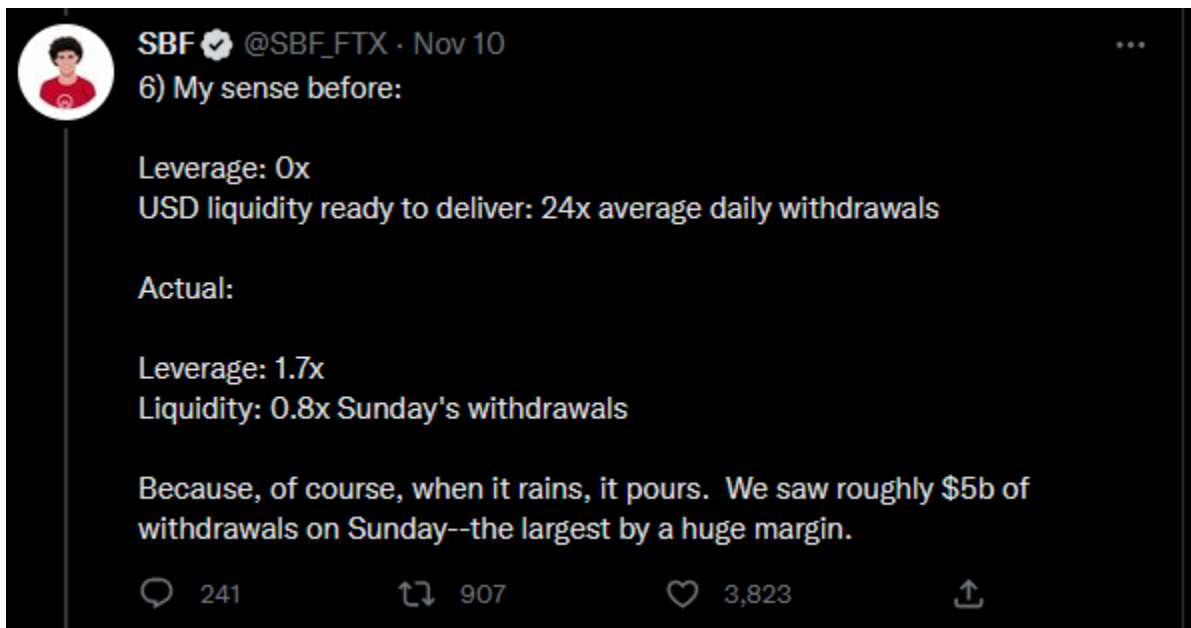 SBF @SBF_FTX · Nov 10
6) My sense before:
Leverage: 0x
USD liquidity ready to deliver: 24x average daily withdrawals
Actual:
Leverage: 1.7x
Liquidity: 0.8x Sunday's withdrawals
Because, of course, when it rains, it pours.  We saw roughly $5b of
withdrawals on Sunday--the largest by a huge margin.
241 907 3,823